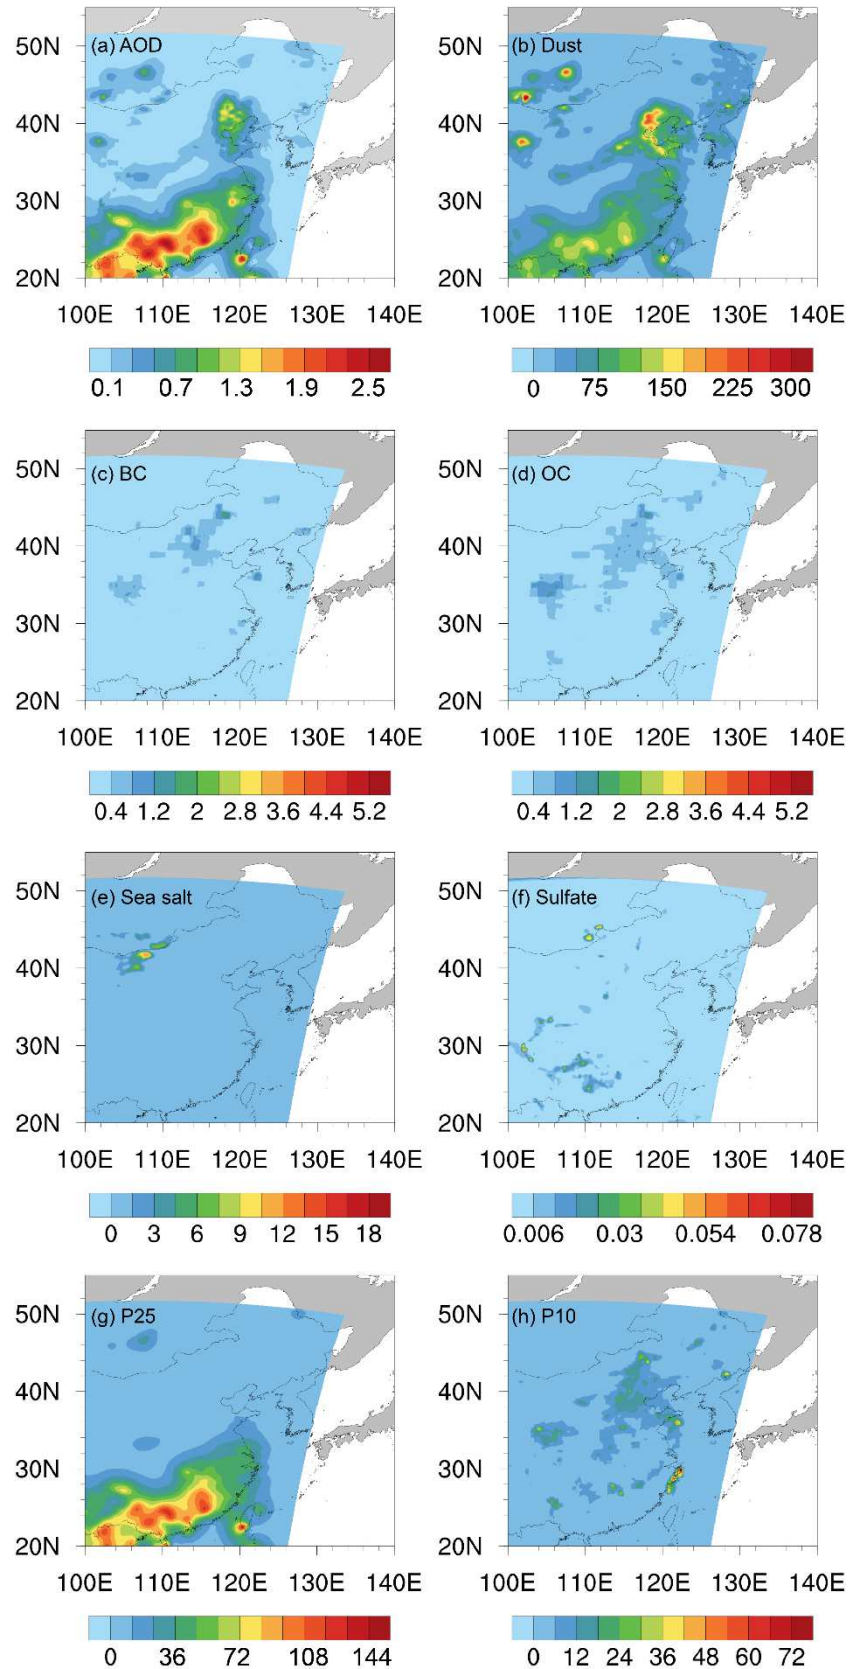 (a) AOD
50N
40N
30N
20N
100E 110E 120E 130E 140E
0.1 0.7 1.3 1.9 2.5
(b) Dust
50N
40N
30N
20N
100E 110E 120E 130E 140E
0 75 150 225 300
(c) BC
50N
40N
30N
20N
100E 110E 120E 130E 140E
0.4 1.2 2 2.8 3.6 4.4 5.2
(d) OC
50N
40N
30N
20N
100E 110E 120E 130E 140E
0.4 1.2 2 2.8 3.6 4.4 5.2
(e) Sea salt
50N
40N
30N
20N
100E 110E 120E 130E 140E
0 3 6 9 12 15 18
(f) Sulfate
50N
40N
30N
20N
100E 110E 120E 130E 140E
0.006 0.03 0.054 0.078
(g) P25
50N
40N
30N
20N
100E 110E 120E 130E 140E
0 36 72 108 144
(h) P10
50N
40N
30N
20N
100E 110E 120E 130E 140E
0 12 24 36 48 60 72